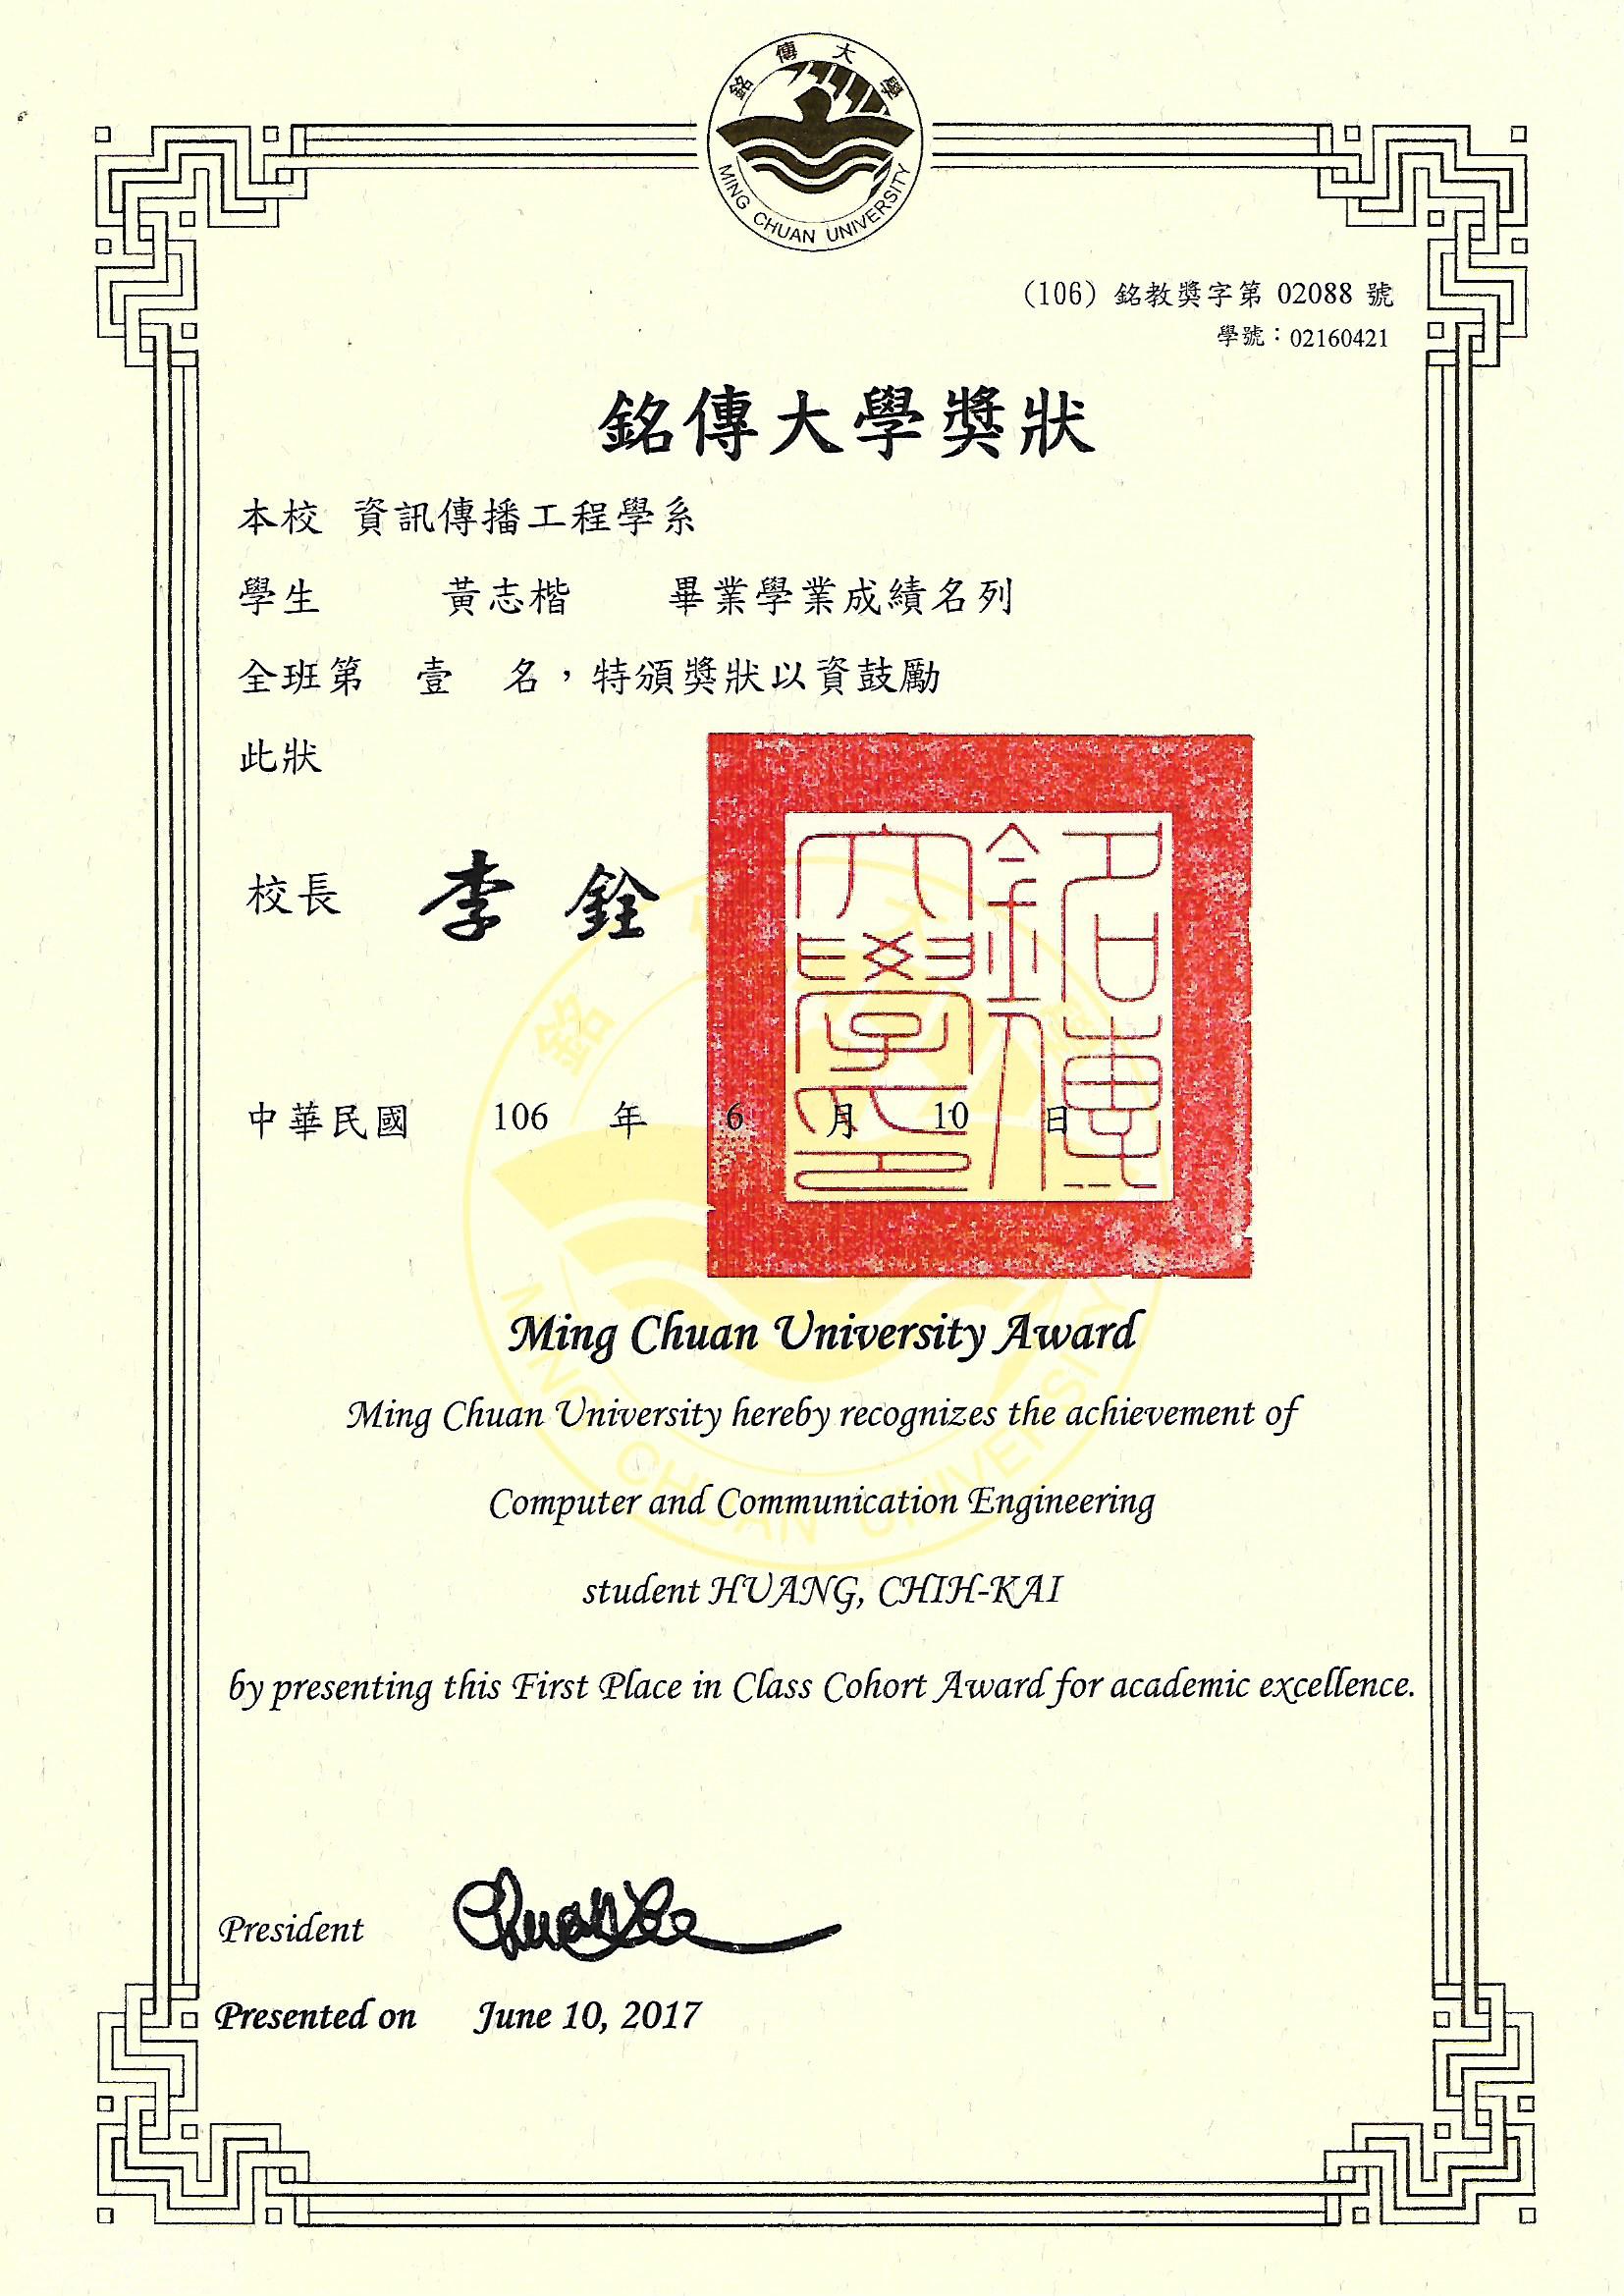 銘傳大學
MING CHUAN UNIVERSITY
(106) 銘教獎字第 02088 號
學號：02160421
銘傳大學獎狀
本校 資訊傳播工程學系
學生 黃志楷 畢業學業成績名列
全班第 壹 名，特頒獎狀以資鼓勵
此狀
校長 李銓
銘傳大學印
中華民國 106 年 6 月 10 日
Ming Chuan University Award
Ming Chuan University hereby recognizes the achievement of
Computer and Communication Engineering
student HUANG, CHIH-KAI
by presenting this First Place in Class Cohort Award for academic excellence.
President Chuan Lee
Presented on June 10, 2017